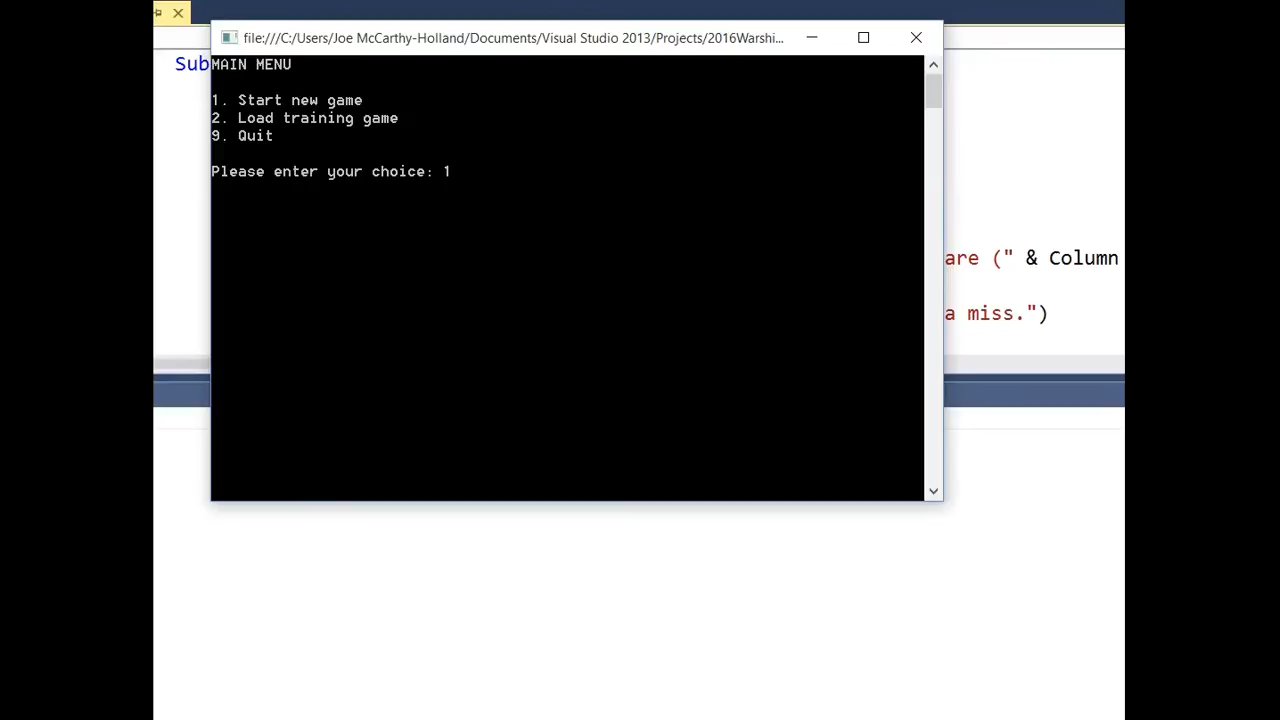 file:///C:/Users/Joe McCarthy-Holland/Documents/Visual Studio 2013/Projects/2016Warshi...
Sub
MAIN MENU
1. Start new game
2. Load training game
9. Quit
Please enter your choice: 1
are (" & Column
a miss.")